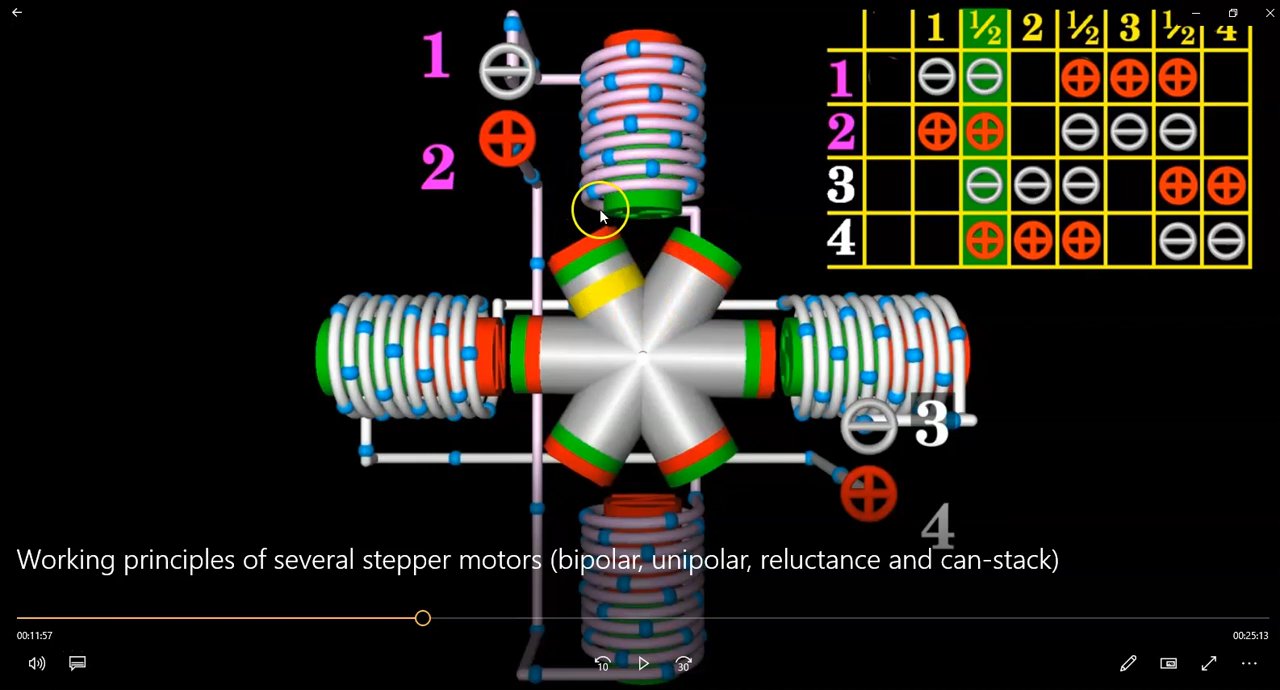 1 ½ 2 ½ 3 ½ 4
1 ⊖ ⊖ ⊕ ⊕ ⊕
2 ⊕ ⊕ ⊖ ⊖ ⊖
3 ⊖ ⊖ ⊖ ⊕ ⊕
4 ⊕ ⊕ ⊕ ⊖ ⊖
1 ⊖
2 ⊕
⊖ 3
⊕ 4
Working principles of several stepper motors (bipolar, unipolar, reluctance and can-stack)
00:11:57
00:25:13
10
30